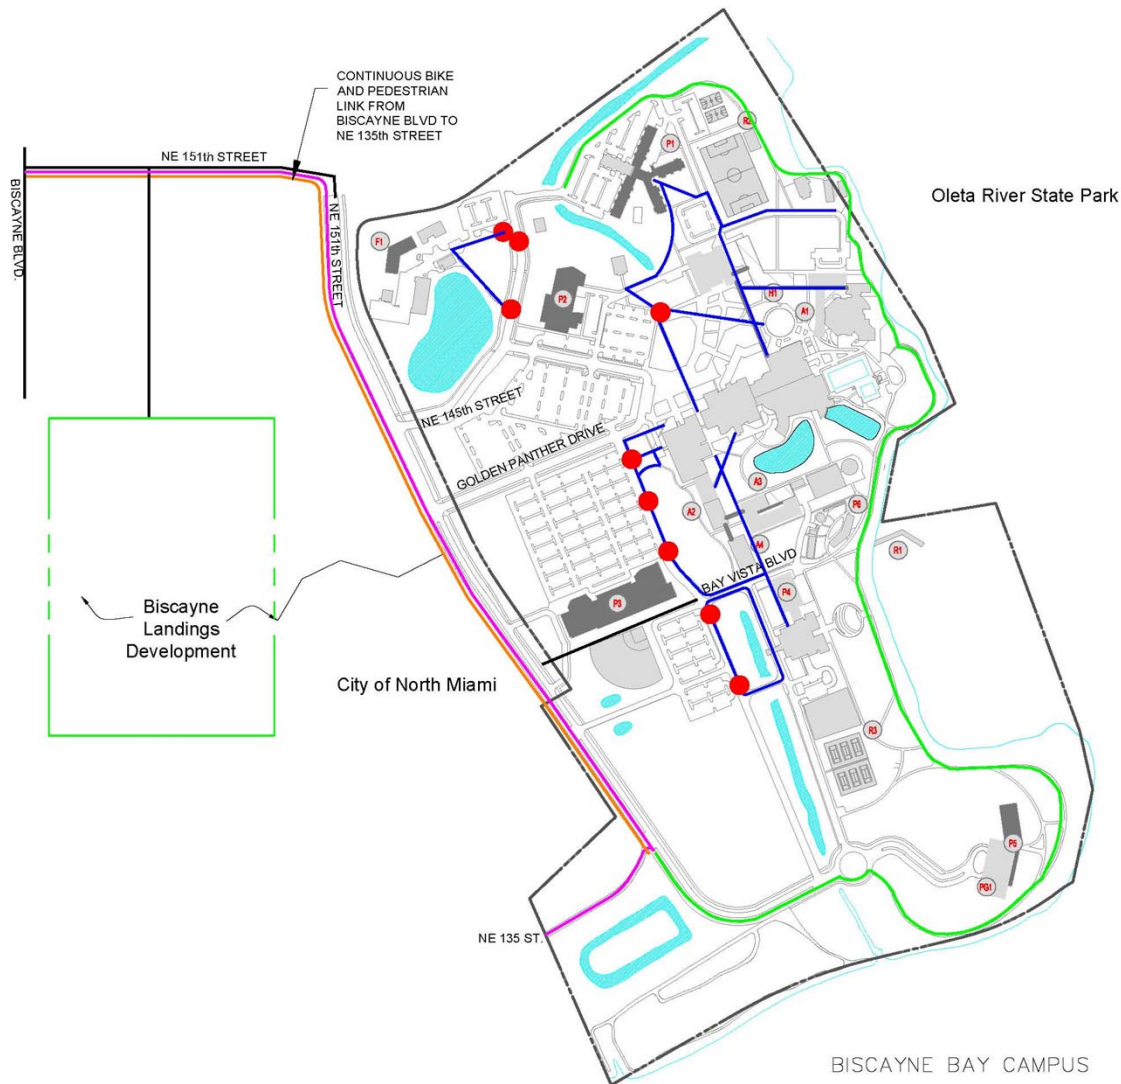 CONTINUOUS BIKE
AND PEDESTRIAN
LINK FROM
BISCAYNE BLVD TO
NE 135th STREET
NE 151th STREET
BISCAYNE BLVD.
NE 151th STREET
Oleta River State Park
P1
R2
F1
P2
H1
A1
NE 145th STREET
GOLDEN PANTHER DRIVE
A3
A2
P6
A4
R1
BAY VISTA BLVD
P3
P4
Biscayne
Landings
Development
City of North Miami
R3
P5
PG1
NE 135 ST.
BISCAYNE BAY CAMPUS